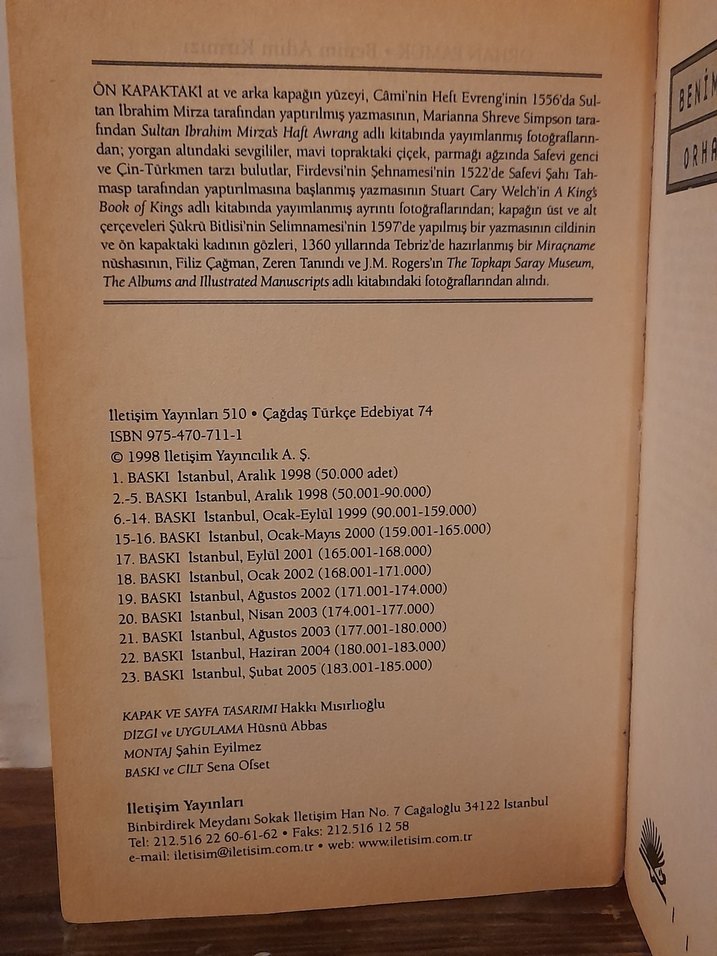 ÖN KAPAKTAKİ at ve arka kapağın yüzeyi, Câmi'nin Heft Evreng'inin 1556'da Sul-
tan İbrahim Mirza tarafından yaptırılmış yazmasının, Marianna Shreve Simpson tara-
fından Sultan Ibrahim Mirza's Haft Awrang adlı kitabında yayımlanmış fotoğrafların-
dan; yorgan altındaki sevgililer, mavi topraktaki çiçek, parmağı ağzında Safevi genci
ve Çin-Türkmen tarzı bulutlar, Firdevsi'nin Şehnamesi'nin 1522'de Safevi Şahı Tah-
masp tarafından yaptırılmasına başlanmış yazmasının Stuart Cary Welch'in A King's
Book of Kings adlı kitabında yayımlanmış ayrıntı fotoğraflarından; kapağın üst ve alt
çerçeveleri Şükrü Bitlisi'nin Selimnamesi'nin 1597'de yapılmış bir yazmasının cildinin
ve ön kapaktaki kadının gözleri, 1360 yıllarında Tebriz'de hazırlanmış bir Miraçname
nüshasının, Filiz Çağman, Zeren Tanındı ve J.M. Rogers'ın The Topkapı Saray Museum,
The Albums and Illustrated Manuscripts adlı kitabındaki fotoğraflarından alındı.
İletişim Yayınları 510 • Çağdaş Türkçe Edebiyat 74
ISBN 975-470-711-1
© 1998 İletişim Yayıncılık A. Ş.
1. BASKI İstanbul, Aralık 1998 (50.000 adet)
2.-5. BASKI İstanbul, Aralık 1998 (50.001-90.000)
6.-14. BASKI İstanbul, Ocak-Eylül 1999 (90.001-159.000)
15-16. BASKI İstanbul, Ocak-Mayıs 2000 (159.001-165.000)
17. BASKI İstanbul, Eylül 2001 (165.001-168.000)
18. BASKI İstanbul, Ocak 2002 (168.001-171.000)
19. BASKI İstanbul, Ağustos 2002 (171.001-174.000)
20. BASKI İstanbul, Nisan 2003 (174.001-177.000)
21. BASKI İstanbul, Ağustos 2003 (177.001-180.000)
22. BASKI İstanbul, Haziran 2004 (180.001-183.000)
23. BASKI İstanbul, Şubat 2005 (183.001-185.000)
KAPAK VE SAYFA TASARIMI Hakkı Mısırlıoğlu
DİZGİ ve UYGULAMA Hüsnü Abbas
MONTAJ Şahin Eyilmez
BASKI ve CİLT Sena Ofset
İletişim Yayınları
Binbirdirek Meydanı Sokak İletişim Han No. 7 Cağaloğlu 34122 İstanbul
Tel: 212.516 22 60-61-62 • Faks: 212.516 12 58
e-mail: iletisim@iletisim.com.tr • web: www.iletisim.com.tr
BENİM
ORHA